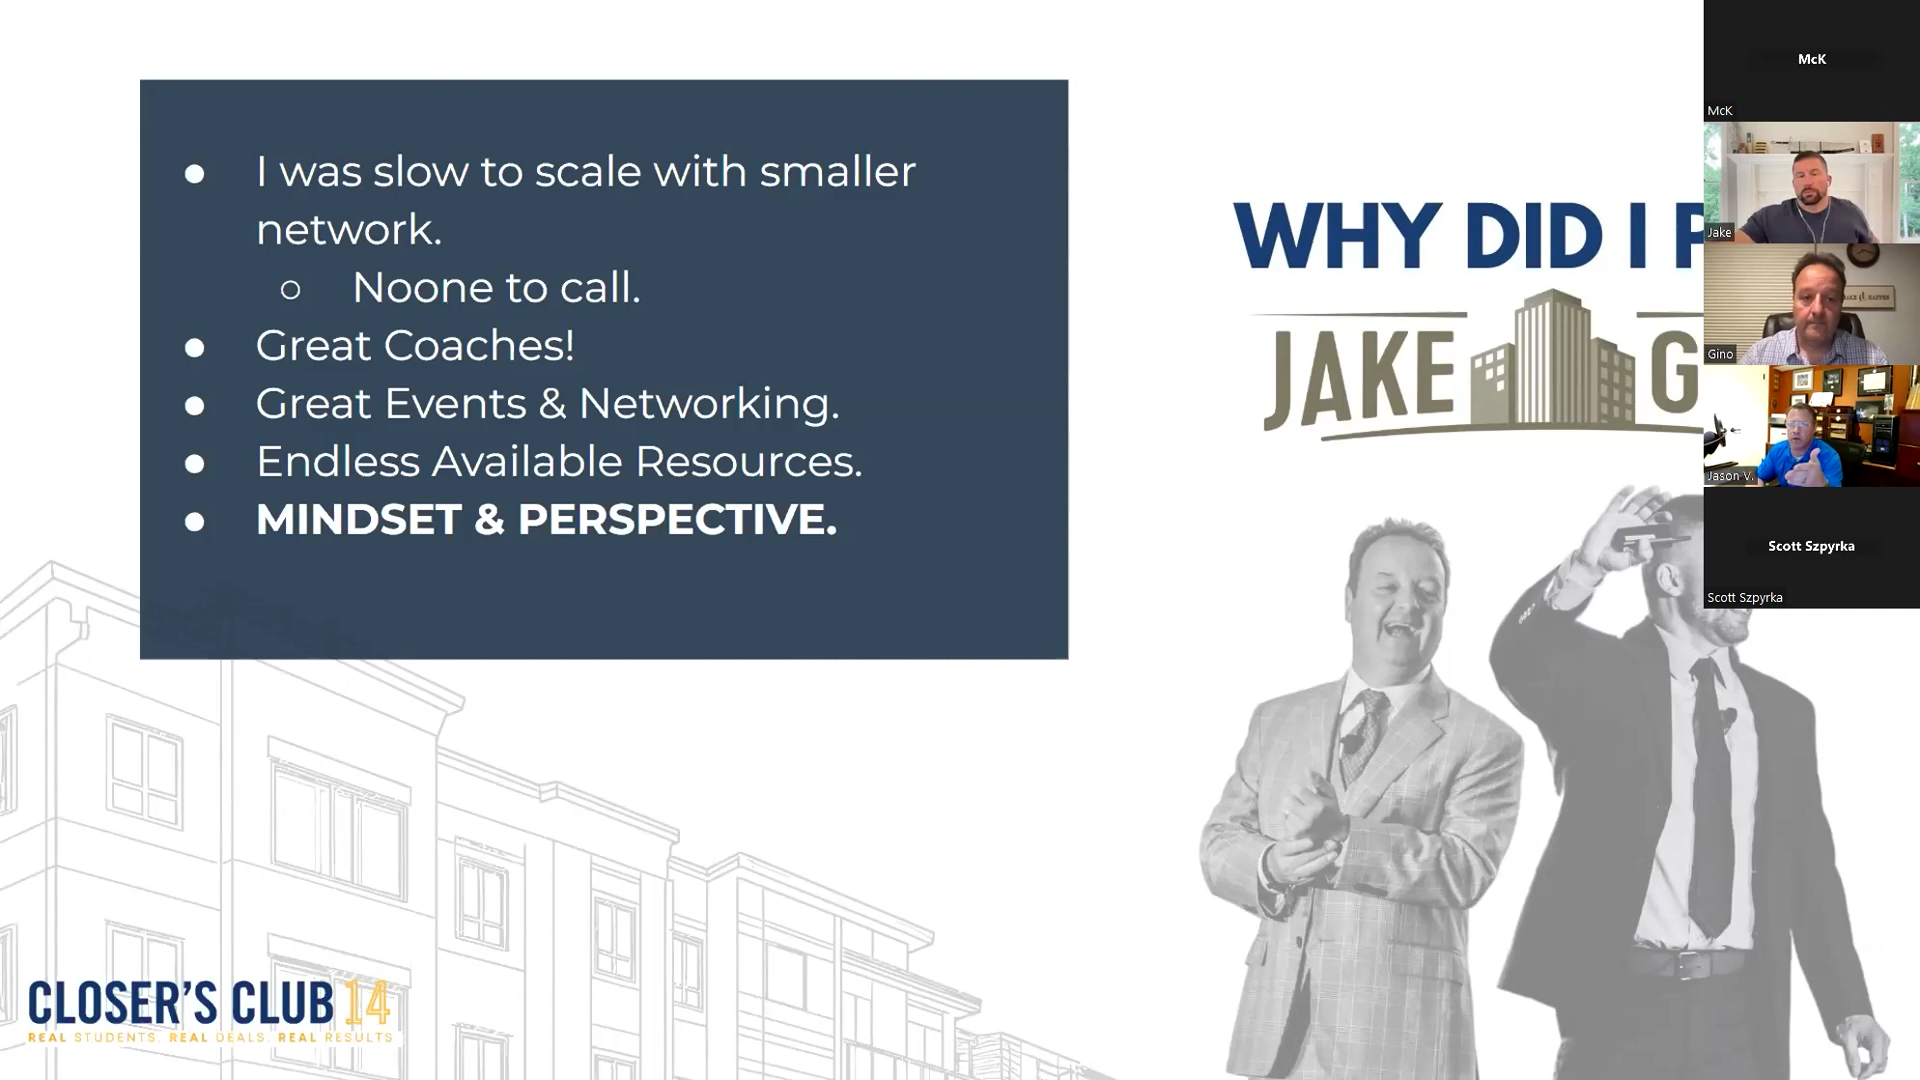 I was slow to scale with smaller
network.
Noone to call.
Great Coaches!
Great Events & Networking.
Endless Available Resources.
MINDSET & PERSPECTIVE.
WHY DID I P
JAKE G
CLOSER'S CLUB 14
REAL STUDENTS. REAL DEALS. REAL RESULTS
McK
McK
Jake
Gino
Jason V.
Scott Szpyrka
Scott Szpyrka